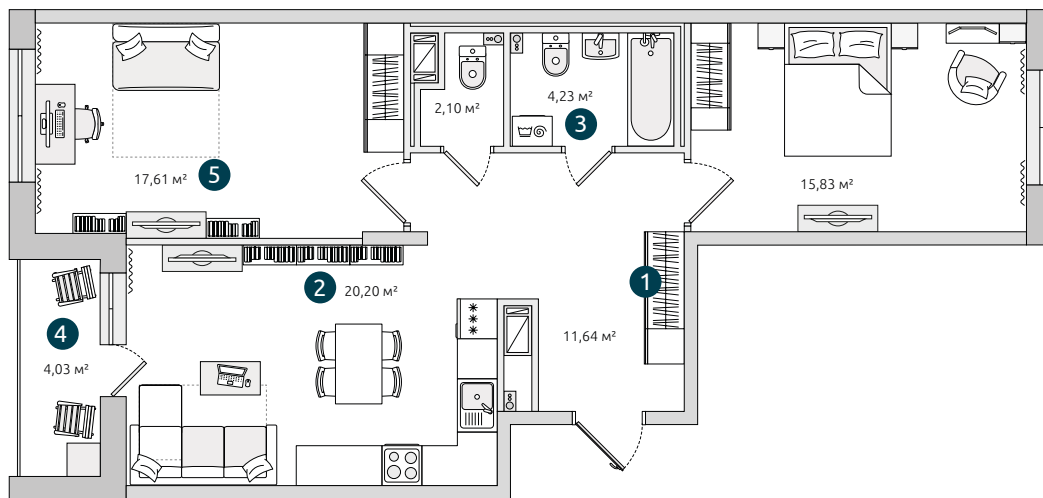 2,10 м²
4,23 м²
3
17,61 м²
5
15,83 м²
2
20,20 м²
1
11,64 м²
4
4,03 м²